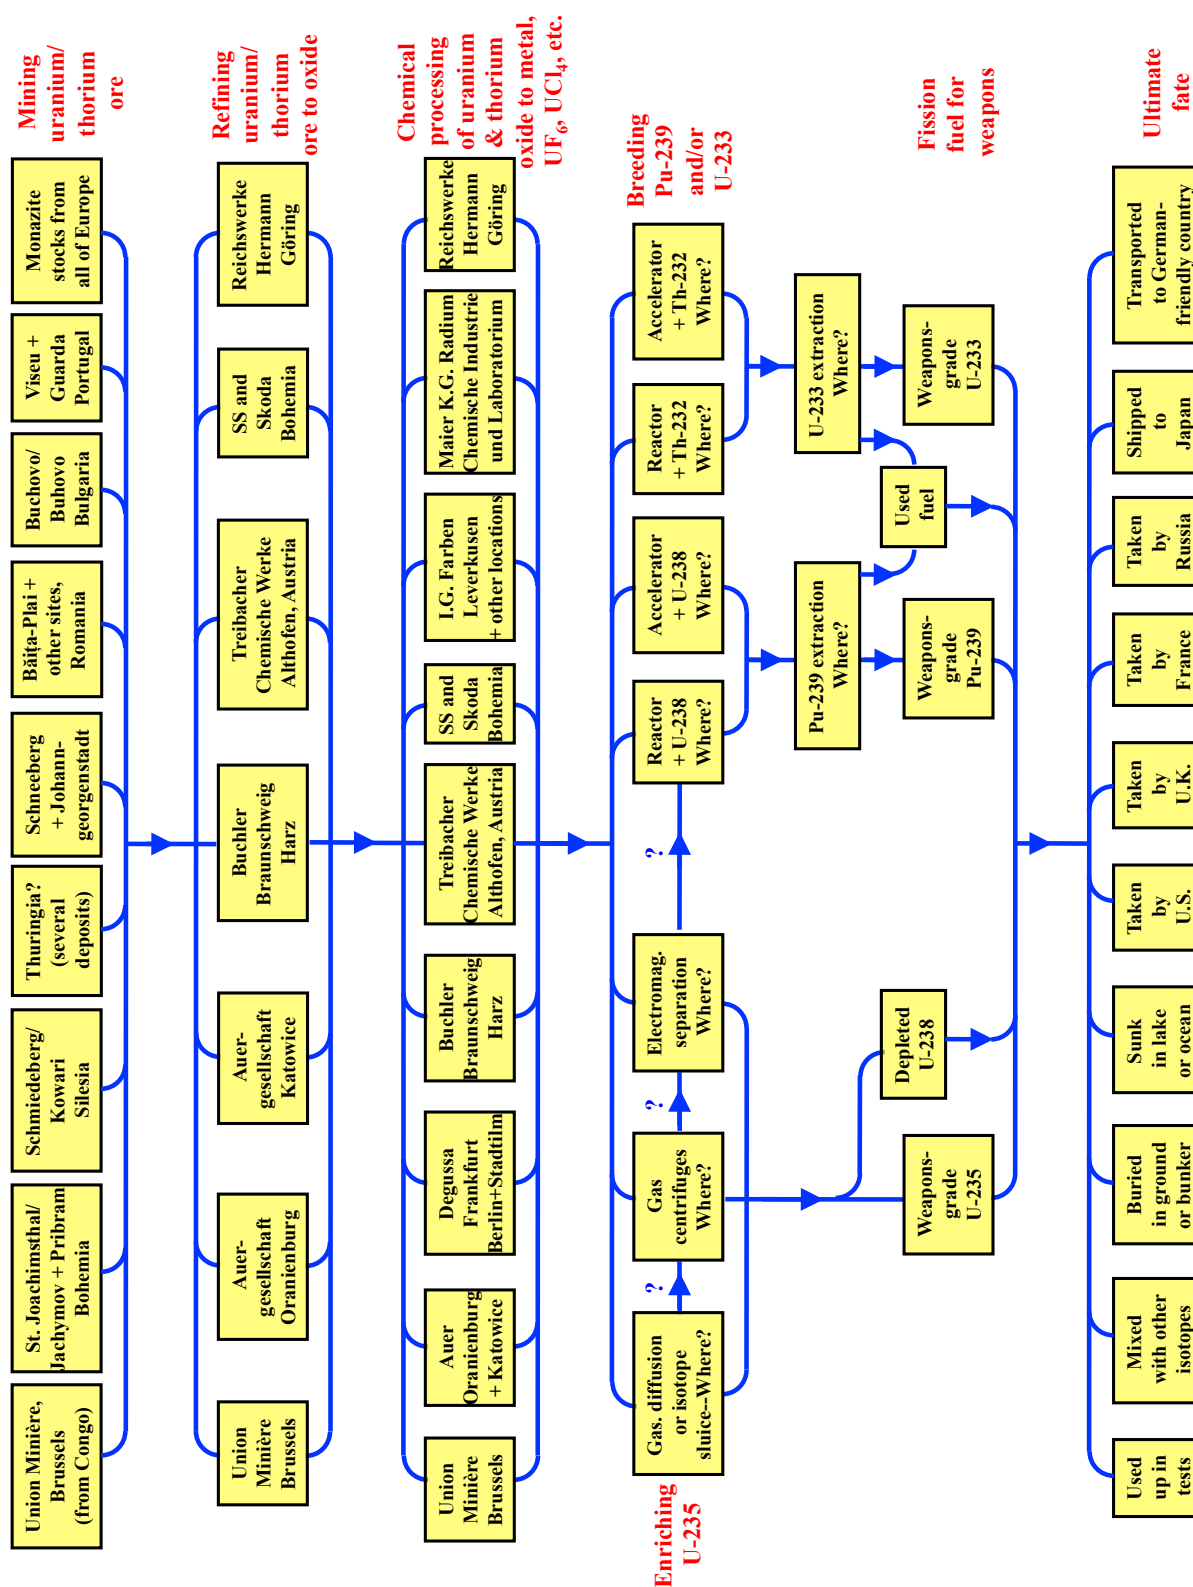 Union Minière,
Brussels
(from Congo)
St. Joachimsthal/
Jachymov + Pribram
Bohemia
Schmiedeberg/
Kowari
Silesia
Thuringia?
(several
deposits)
Schneeberg
+ Johann-
georgenstadt
Băița-Plai +
other sites,
Romania
Buchovo/
Buhovo
Bulgaria
Viseu +
Guarda
Portugal
Monazite
stocks from
all of Europe
Mining
uranium/
thorium
ore
Union
Minière
Brussels
Auer-
gesellschaft
Oranienburg
Auer-
gesellschaft
Katowice
Buchler
Braunschweig
Harz
Treibacher
Chemische Werke
Althofen, Austria
SS and
Skoda
Bohemia
Reichswerke
Hermann
Göring
Refining
uranium/
thorium
ore to oxide
Union
Minière
Brussels
Auer
Oranienburg
+ Katowice
Degussa
Frankfurt
Berlin+Stadtilm
Buchler
Braunschweig
Harz
Treibacher
Chemische Werke
Althofen, Austria
SS and
Skoda
Bohemia
I.G. Farben
Leverkusen
+ other locations
Maier K.G. Radium
Chemische Industrie
und Laboratorium
Reichswerke
Hermann
Göring
Chemical
processing
of uranium
& thorium
oxide to metal,
UF6, UCl4, etc.
Enriching
U-235
Gas. diffusion
or isotope
sluice--Where?
?
Gas
centrifuges
Where?
?
Electromag.
separation
Where?
?
Reactor
+ U-238
Where?
Accelerator
+ U-238
Where?
Reactor
+ Th-232
Where?
Accelerator
+ Th-232
Where?
Breeding
Pu-239
and/or
U-233
Pu-239 extraction
Where?
U-233 extraction
Where?
Depleted
U-238
Used
fuel
Weapons-
grade
U-235
Weapons-
grade
Pu-239
Weapons-
grade
U-233
Fission
fuel for
weapons
Used
up in
tests
Mixed
with other
isotopes
Buried
in ground
or bunker
Sunk
in lake
or ocean
Taken
by
U.S.
Taken
by
U.K.
Taken
by
France
Taken
by
Russia
Shipped
to
Japan
Transported
to German-
friendly country
Ultimate
fate